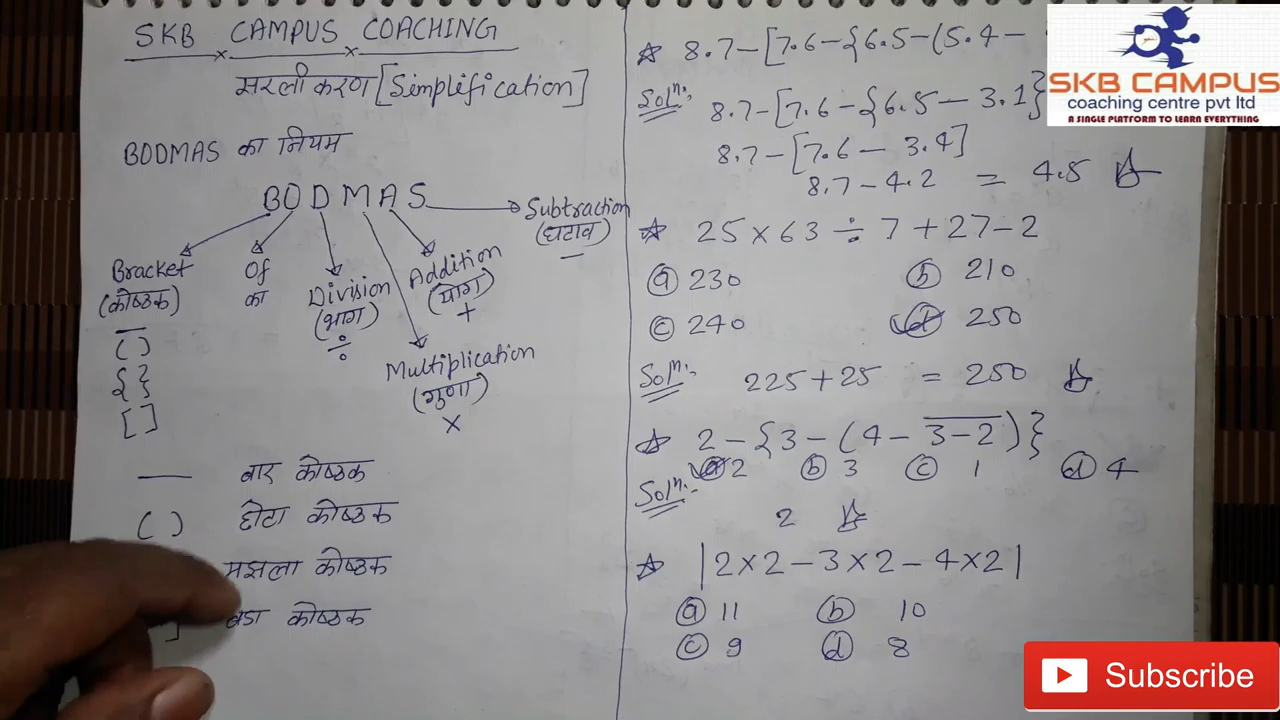 SKB CAMPUS COACHING
सरलीकरण [Simplification]
BODMAS का नियम
BODMAS
Subtraction
(घटाव)
—
Bracket
(कोष्ठक)
—
( )
{ }
[ ]
Of
का
Division
(भाग)
÷
Addition
(योग)
+
Multiplication
(गुणा)
×
— बार कोष्ठक
( ) छोटा कोष्ठक
मझला कोष्ठक
] बड़ा कोष्ठक
8.7-[7.6-{6.5-(5.4-
Solⁿ:- 8.7-[7.6-{6.5-3.1}
8.7-[7.6-3.4]
8.7-4.2 = 4.5
25×63÷7+27-2
(a) 230 (b) 210
(c) 240 (d) 250
Solⁿ:- 225+25 = 250
2-{3-(4-3̅-̅2̅)}
(a) 2 (b) 3 (c) 1 (d) 4
Solⁿ:-
2
|2×2-3×2-4×2|
(a) 11 (b) 10
(c) 9 (d) 8
SKB CAMPUS
coaching centre pvt ltd
A SINGLE PLATFORM TO LEARN EVERYTHING
Subscribe